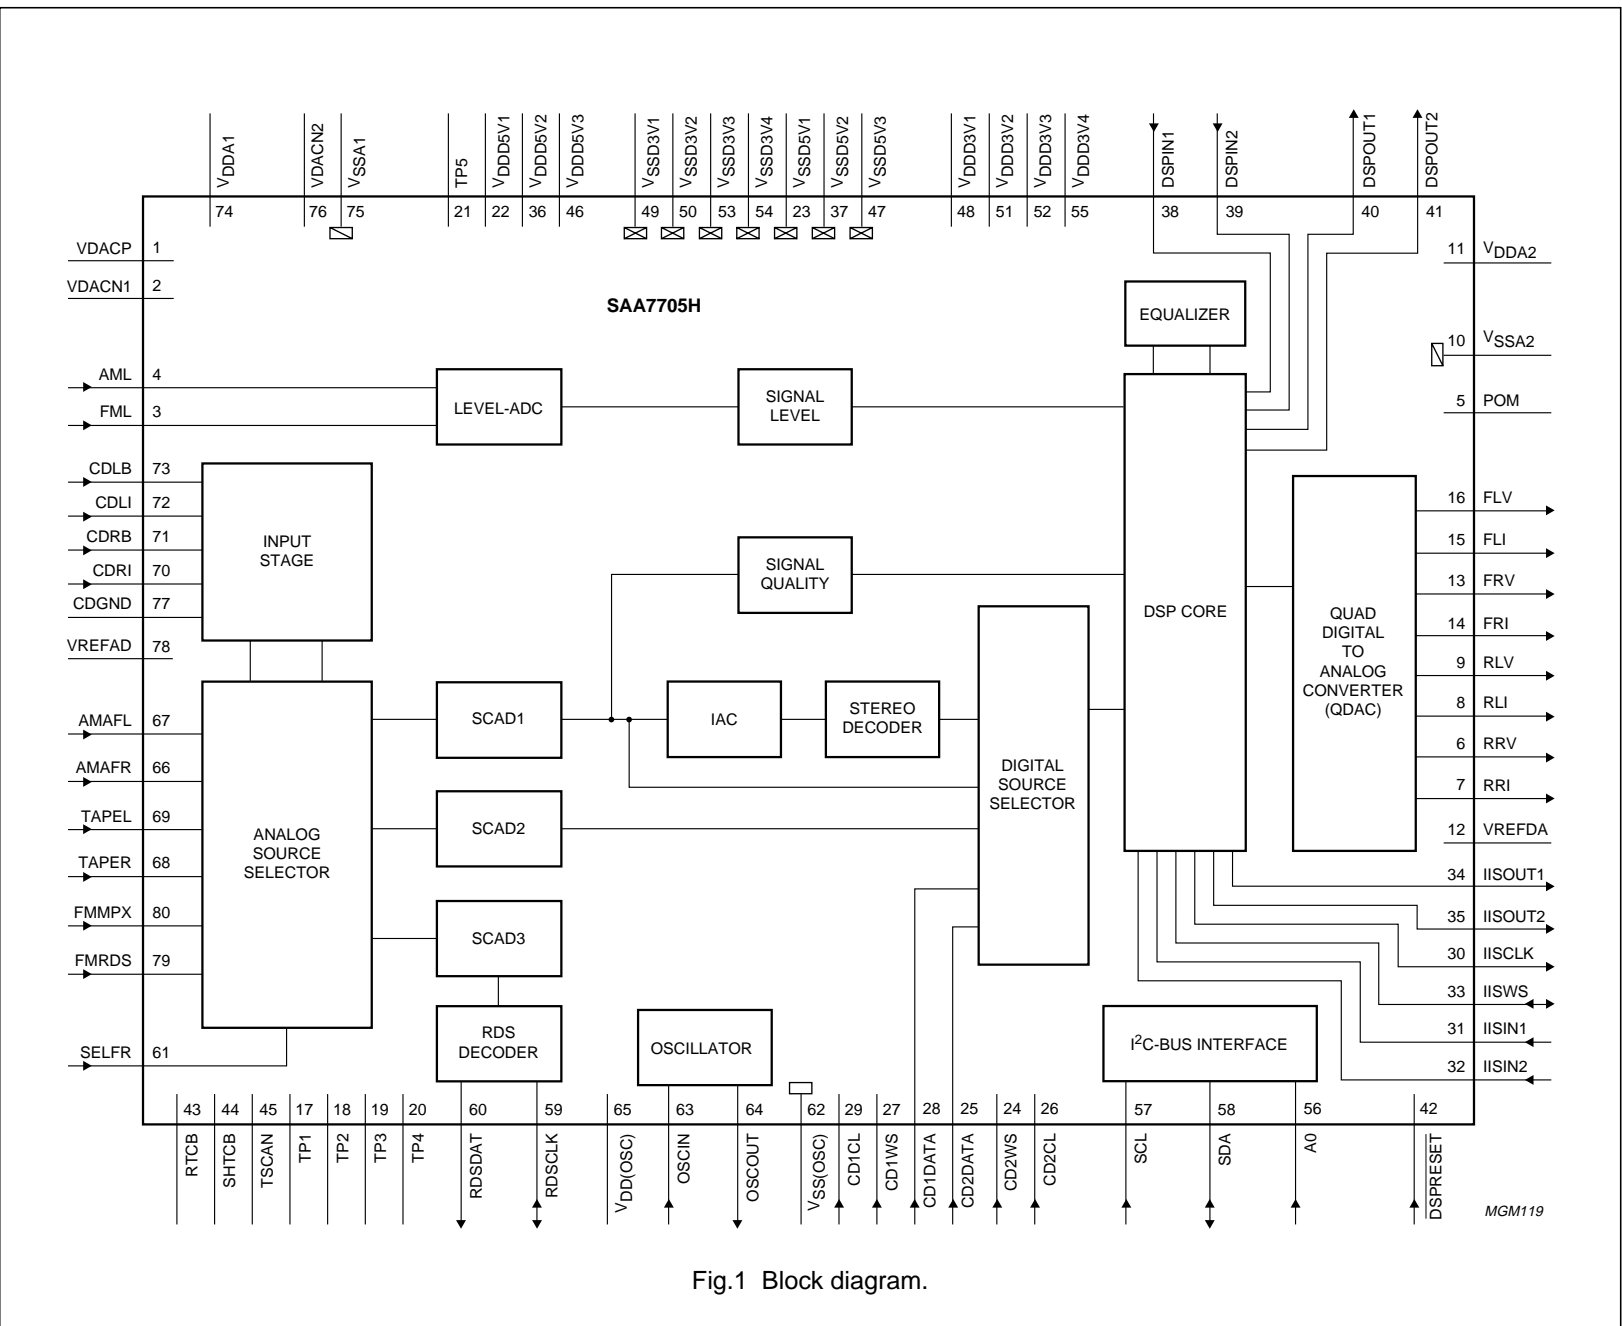 VDDA1
VDACN2
VSSA1
TP5
VDDD5V1
VDDD5V2
VDDD5V3
VSSD3V1
VSSD3V2
VSSD3V3
VSSD3V4
VSSD5V1
VSSD5V2
VSSD5V3
VDDD3V1
VDDD3V2
VDDD3V3
VDDD3V4
DSPIN1
DSPIN2
DSPOUT1
DSPOUT2
74
76
75
21
22
36
46
49
50
53
54
23
37
47
48
51
52
55
38
39
40
41
VDACP 1
VDACN1 2
11 VDDA2
SAA7705H
EQUALIZER
10 VSSA2
AML 4
FML 3
LEVEL-ADC
SIGNAL
LEVEL
5 POM
CDLB 73
CDLI 72
CDRB 71
CDRI 70
CDGND 77
VREFAD 78
INPUT
STAGE
SIGNAL
QUALITY
DSP CORE
QUAD
DIGITAL
TO
ANALOG
CONVERTER
(QDAC)
16 FLV
15 FLI
13 FRV
14 FRI
9 RLV
8 RLI
6 RRV
7 RRI
12 VREFDA
AMAFL 67
AMAFR 66
TAPEL 69
TAPER 68
FMMPX 80
FMRDS 79
SELFR 61
ANALOG
SOURCE
SELECTOR
SCAD1
IAC
STEREO
DECODER
DIGITAL
SOURCE
SELECTOR
SCAD2
SCAD3
RDS
DECODER
OSCILLATOR
I2C-BUS INTERFACE
34 IISOUT1
35 IISOUT2
30 IISCLK
33 IISWS
31 IISIN1
32 IISIN2
43
44
45
17
18
19
20
60
59
65
63
64
62
29
27
28
25
24
26
57
58
56
42
RTCB
SHTCB
TSCAN
TP1
TP2
TP3
TP4
RDSDAT
RDSCLK
VDD(OSC)
OSCIN
OSCOUT
VSS(OSC)
CD1CL
CD1WS
CD1DATA
CD2DATA
CD2WS
CD2CL
SCL
SDA
A0
DSPRESET
MGM119
Fig.1 Block diagram.